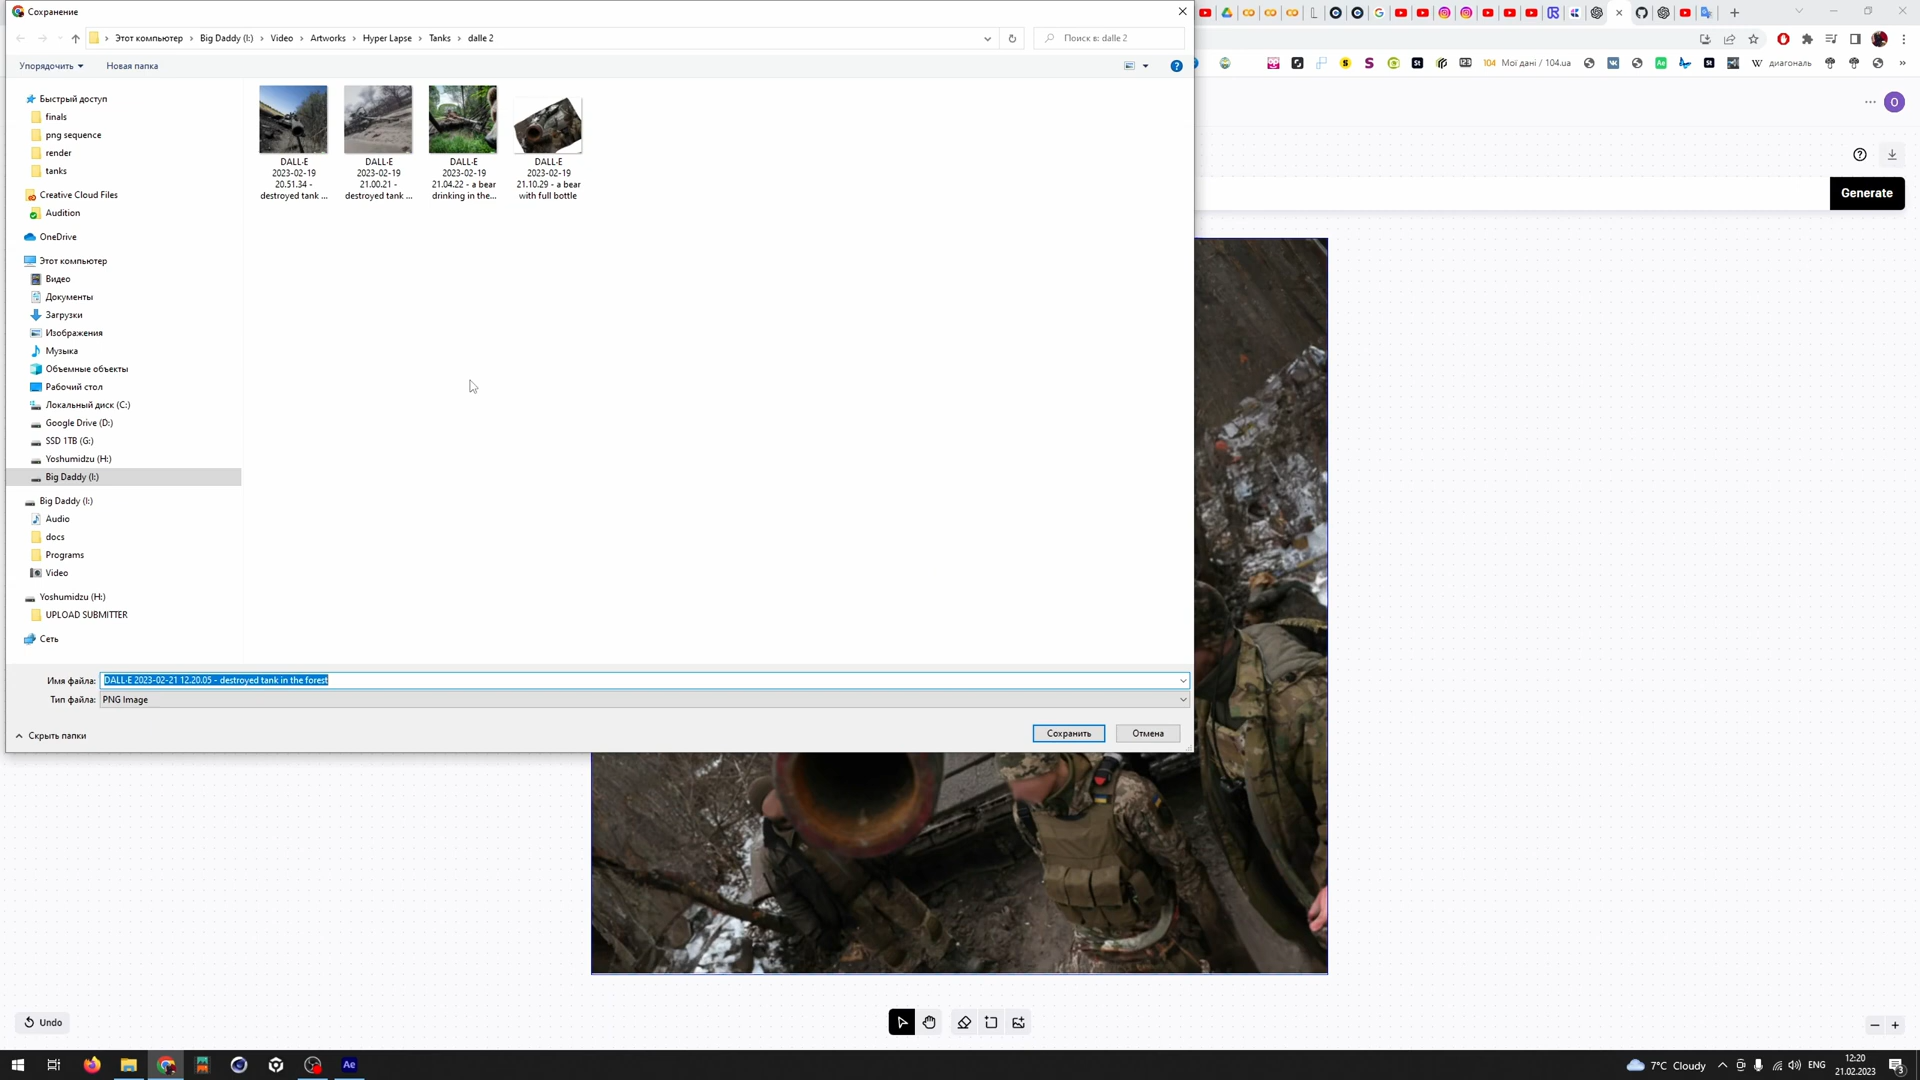 Сохранение
Этот компьютер > Big Daddy (I:) > Video > Artworks > Hyper Lapse > Tanks > dalle 2
Поиск в: dalle 2
Упорядочить
Новая папка
104 Мої дані / 104.ua
W диагональ
O
Generate
Быстрый доступ
finals
png sequence
render
tanks
Creative Cloud Files
Audition
OneDrive
Этот компьютер
Видео
Документы
Загрузки
Изображения
Музыка
Объемные объекты
Рабочий стол
Локальный диск (C:)
Google Drive (D:)
SSD 1TB (G:)
Yoshumidzu (H:)
Big Daddy (I:)
Big Daddy (I:)
Audio
docs
Programs
Video
Yoshumidzu (H:)
UPLOAD SUBMITTER
Сеть
DALL·E
2023-02-19
20.51.34 -
destroyed tank ...
DALL·E
2023-02-19
21.00.21 -
destroyed tank ...
DALL·E
2023-02-19
21.04.22 - a bear
drinking in the...
DALL·E
2023-02-19
21.10.29 - a bear
with full bottle
Имя файла: DALL·E 2023-02-21 12.20.05 - destroyed tank in the forest
Тип файла: PNG Image
Скрыть папки
Сохранить
Отмена
Undo
Ae
7°C Cloudy
ENG
12:20
21.02.2023
3